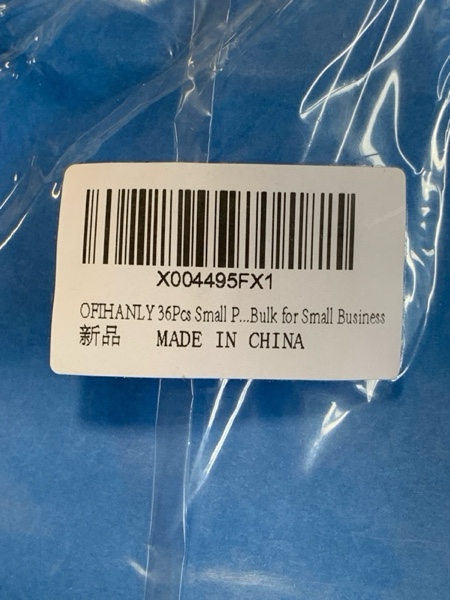 X004495FX1
OFIHANLY 36Pcs Small P...Bulk for Small Business
新品 MADE IN CHINA